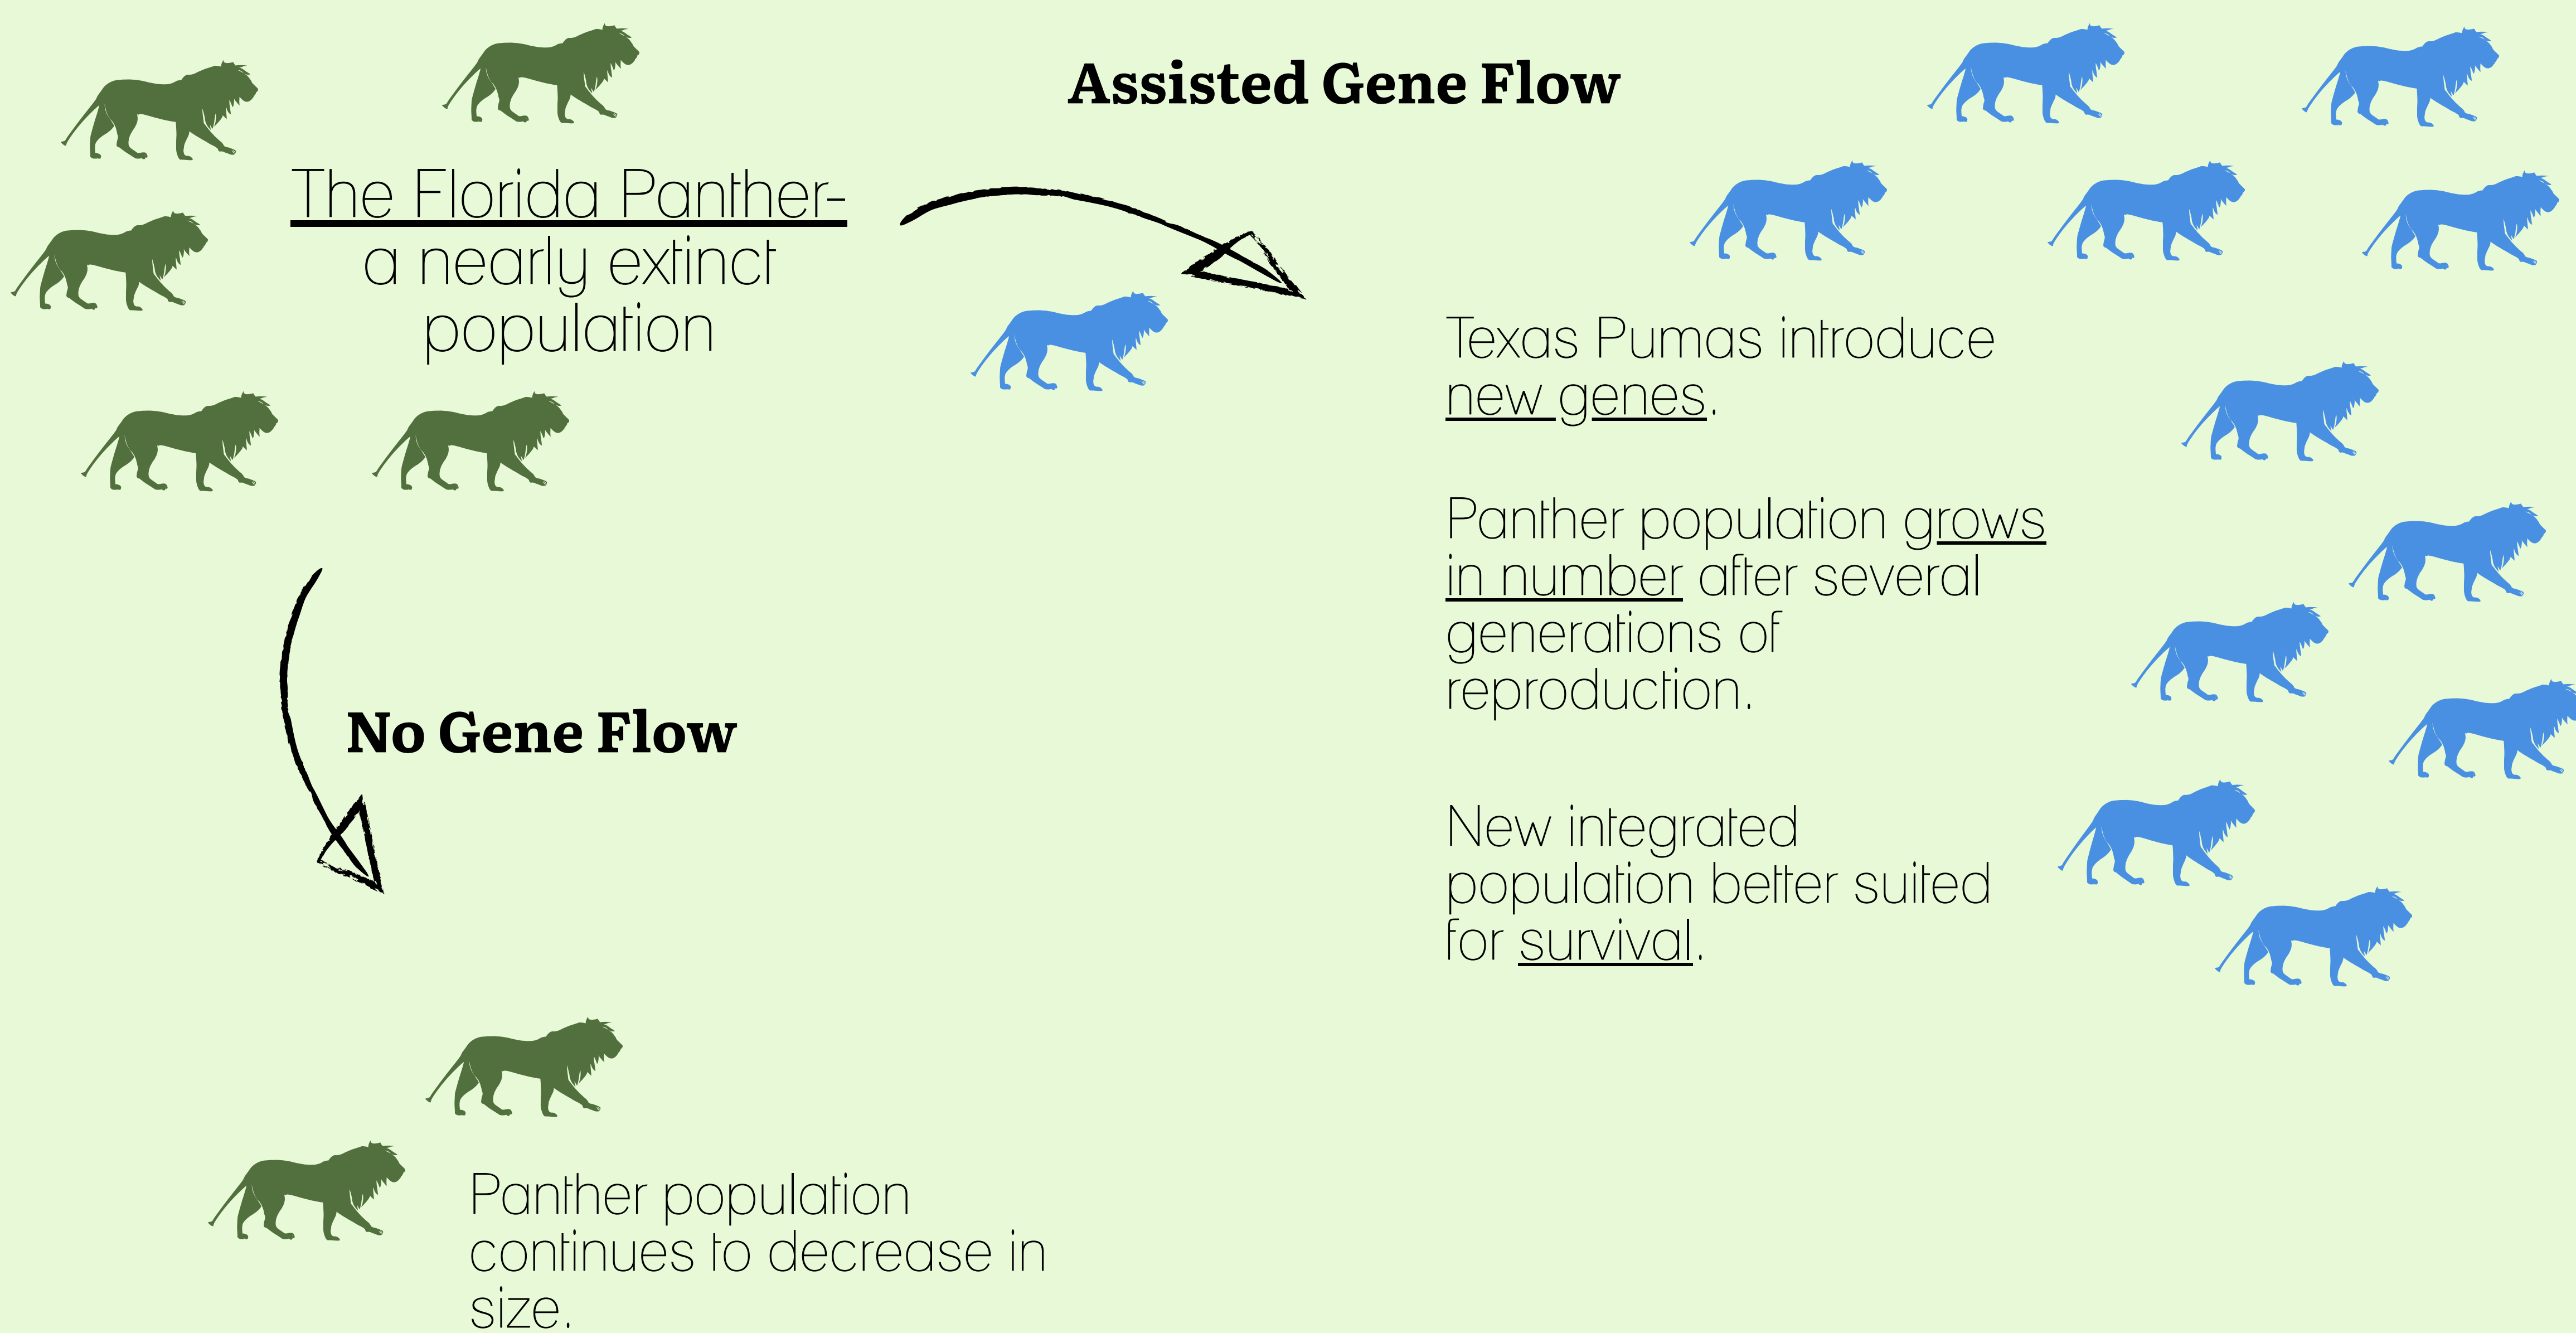 Assisted Gene Flow
The Florida Panther-
a nearly extinct
population
Texas Pumas introduce
new genes.
Panther population grows
in number after several
generations of
reproduction.
New integrated
population better suited
for survival.
No Gene Flow
Panther population
continues to decrease in
size.